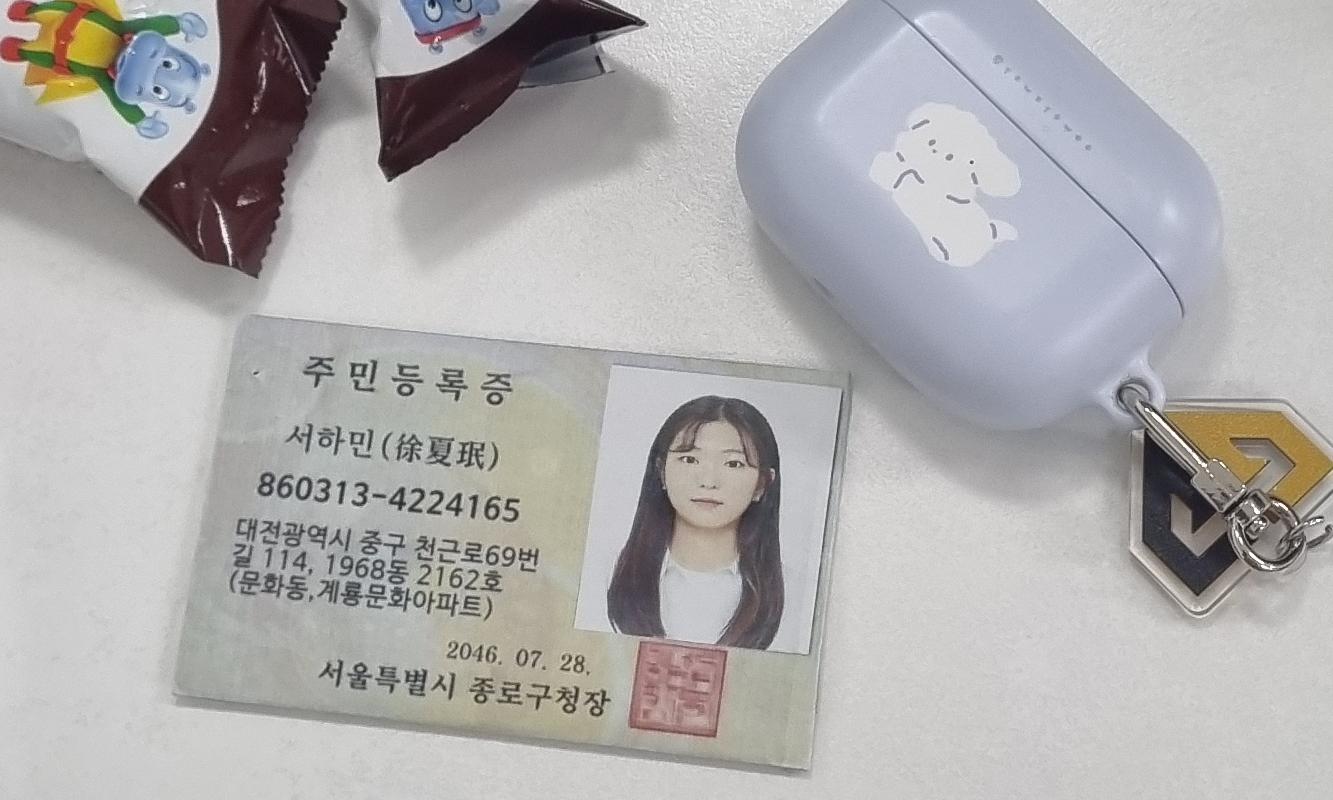 주민등록증
서하민(徐夏珉)
860313-4224165
대전광역시 중구 천근로69번
길 114, 1968동 2162호
(문화동,계룡문화아파트)
2046. 07. 28.
서울특별시 종로구청장